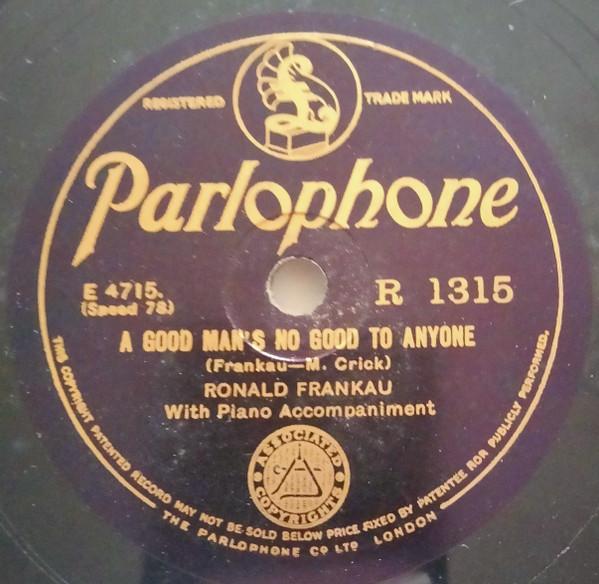 REGISTERED TRADE MARK
Parlophone
E 4715. R 1315
(Speed 78)
A GOOD MAN'S NO GOOD TO ANYONE
(Frankau—M. Crick)
RONALD FRANKAU
With Piano Accompaniment
ASSOCIATED
COPYRIGHTS
THIS COPYRIGHT PATENTED RECORD MAY NOT BE SOLD BELOW PRICE FIXED BY PATENTEE NOR PUBLICLY PERFORMED.
THE PARLOPHONE Co LTD LONDON